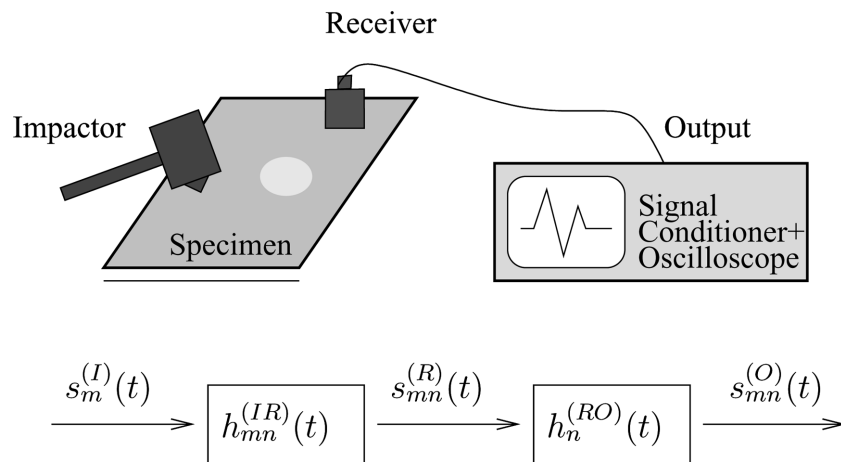 Receiver
Impactor
Output
Specimen
Signal
Conditioner+
Oscilloscope
s_m^{(I)}(t)
h_{mn}^{(IR)}(t)
s_{mn}^{(R)}(t)
h_n^{(RO)}(t)
s_{mn}^{(O)}(t)